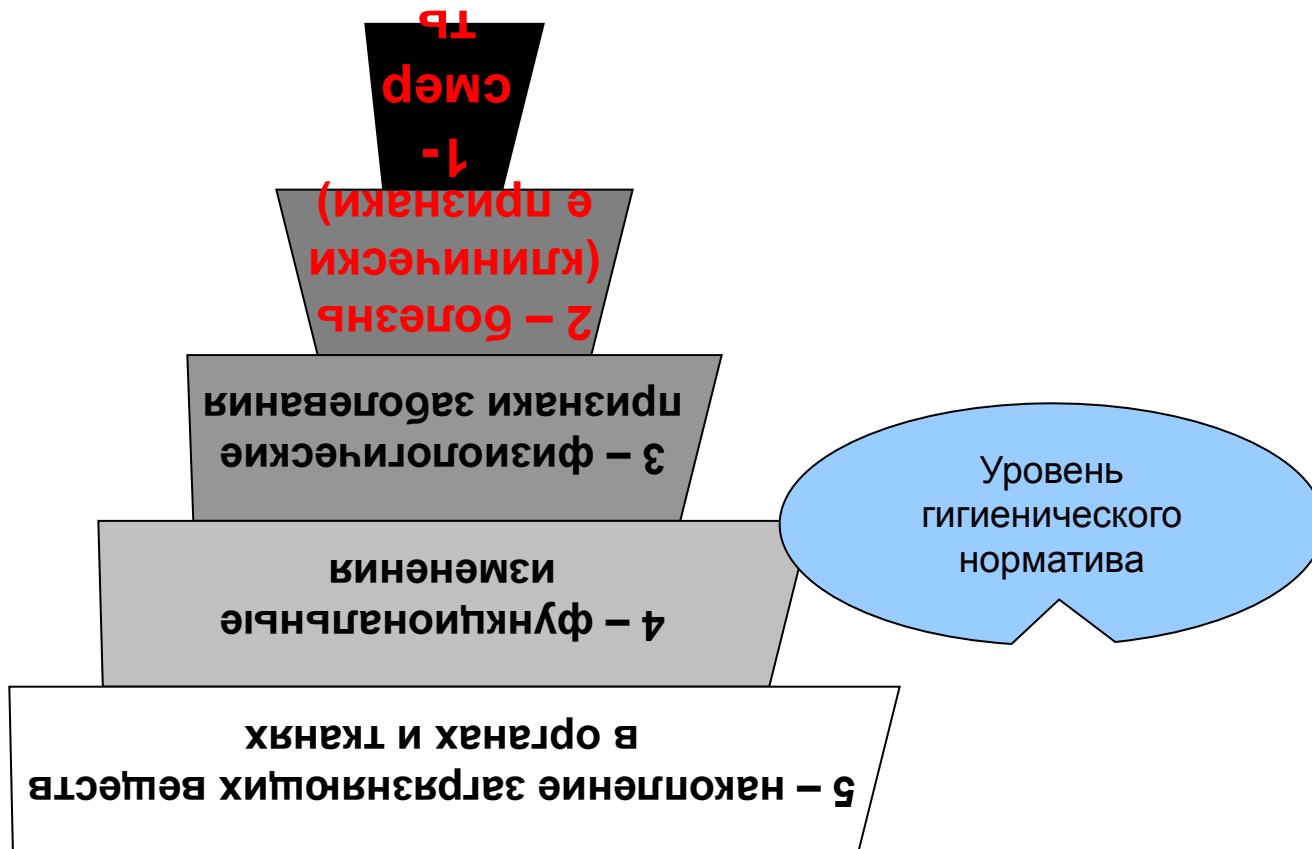 1-
смер
ть
2 – болезнь
(клинически
е признаки)
3 – физиологические
признаки заболевания
4 – функциональные
изменения
5 – накопление загрязняющих веществ
в органах и тканях
Уровень
гигиенического
норматива